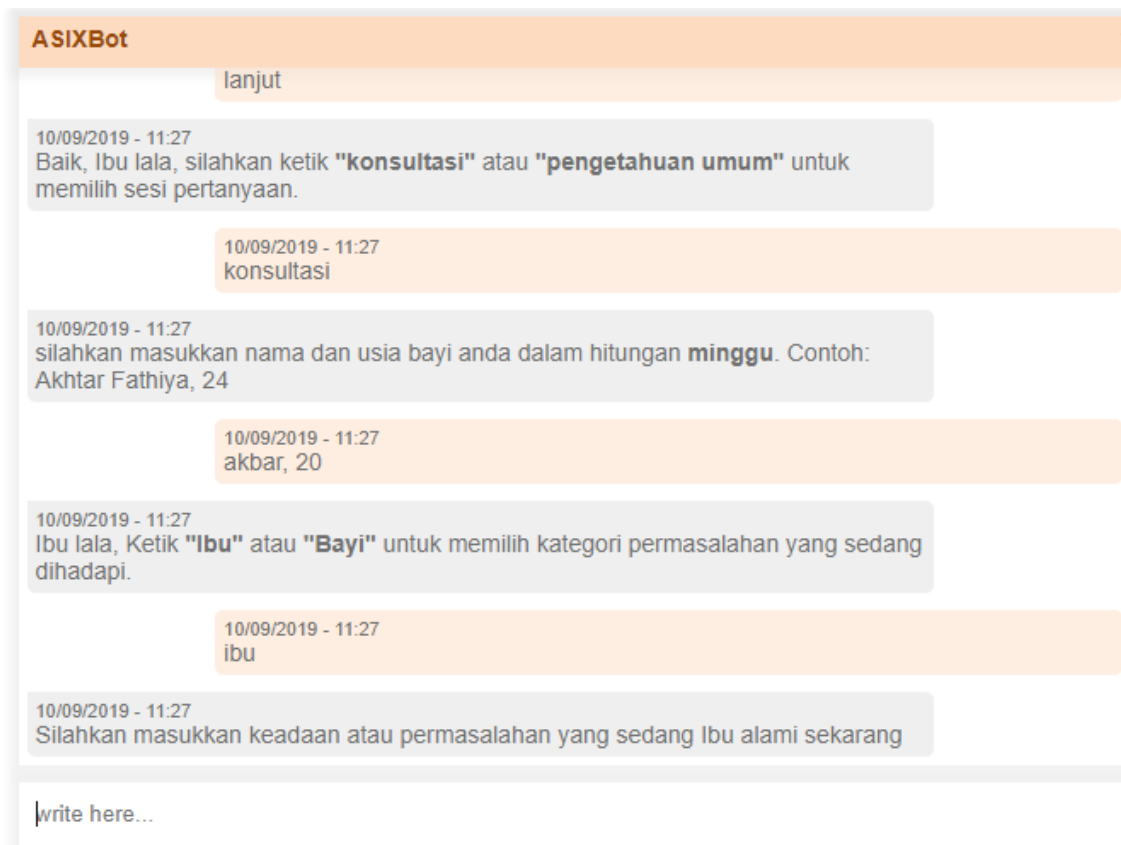 ASIXBot
lanjut
10/09/2019 - 11:27
Baik, Ibu lala, silahkan ketik "konsultasi" atau "pengetahuan umum" untuk
memilih sesi pertanyaan.
10/09/2019 - 11:27
konsultasi
10/09/2019 - 11:27
silahkan masukkan nama dan usia bayi anda dalam hitungan minggu. Contoh:
Akhtar Fathiya, 24
10/09/2019 - 11:27
akbar, 20
10/09/2019 - 11:27
Ibu lala, Ketik "Ibu" atau "Bayi" untuk memilih kategori permasalahan yang sedang
dihadapi.
10/09/2019 - 11:27
ibu
10/09/2019 - 11:27
Silahkan masukkan keadaan atau permasalahan yang sedang Ibu alami sekarang
write here...